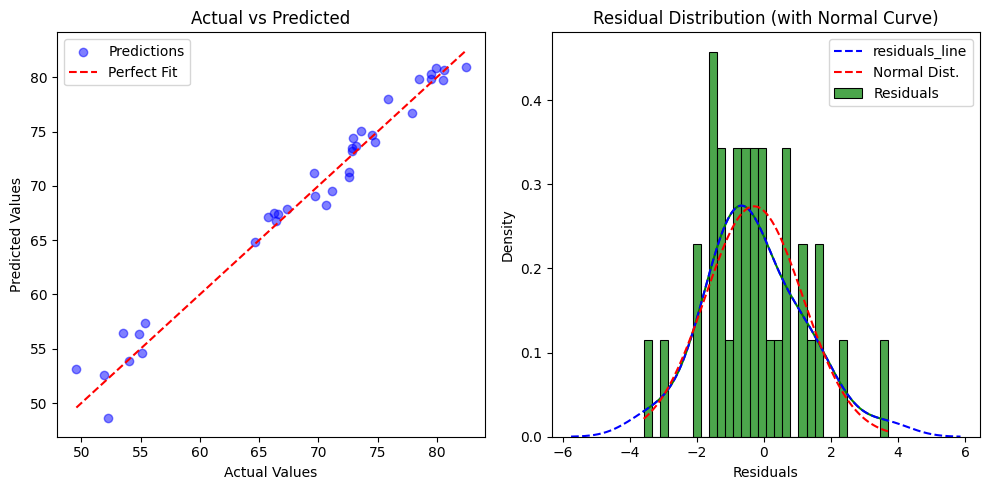 Actual vs Predicted
Predictions
Perfect Fit
80
75
70
65
60
55
50
Predicted Values
50
55
60
65
70
75
80
Actual Values
Residual Distribution (with Normal Curve)
residuals_line
Normal Dist.
Residuals
0.4
0.3
0.2
0.1
0.0
Density
−6
−4
−2
0
2
4
6
Residuals